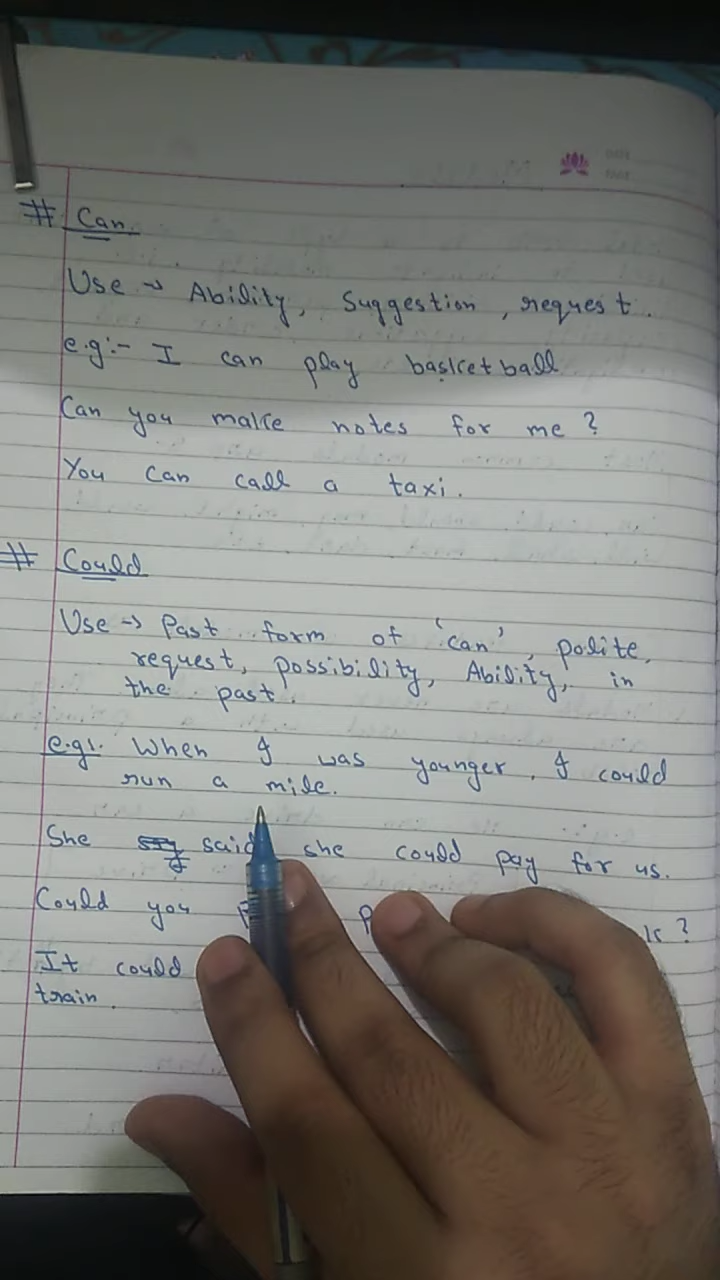 # Can
Use → Ability, Suggestion, request.
e.g:- I can play basketball
Can you make notes for me ?
You can call a taxi.
# Could
Use → Past form of 'can', polite,
request, possibility, Ability, in
the past.
e.g:. When I was younger, I could
run a mile.
She said she could pay for us.
Could you
It could
train.